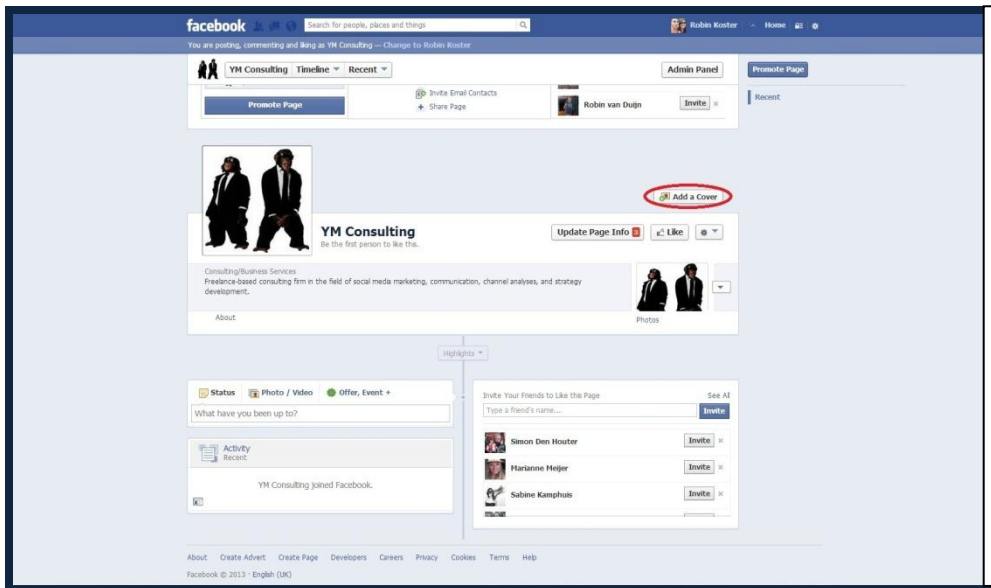 facebook
Search for people, places and things
Robin Koster
Home
You are posting, commenting and liking as YM Consulting — Change to Robin Koster
YM Consulting Timeline Recent
Admin Panel
Promote Page
Recent
Promote Page
Invite Email Contacts
+ Share Page
Robin van Duijn
Invite ×
Add a Cover
YM Consulting
Be the first person to like this.
Update Page Info 3
Like
Consulting/Business Services
Freelance-based consulting firm in the field of social media marketing, communication, channel analyses, and strategy
development.
About
Photos
Highlights
Status Photo / Video Offer, Event +
What have you been up to?
Activity
Recent
YM Consulting joined Facebook.
Invite Your Friends to Like this Page See All
Type a friend's name... Invite
Simon Den Houter Invite ×
Marianne Meijer Invite ×
Sabine Kamphuis Invite ×
About Create Advert Create Page Developers Careers Privacy Cookies Terms Help
Facebook © 2013 · English (UK)